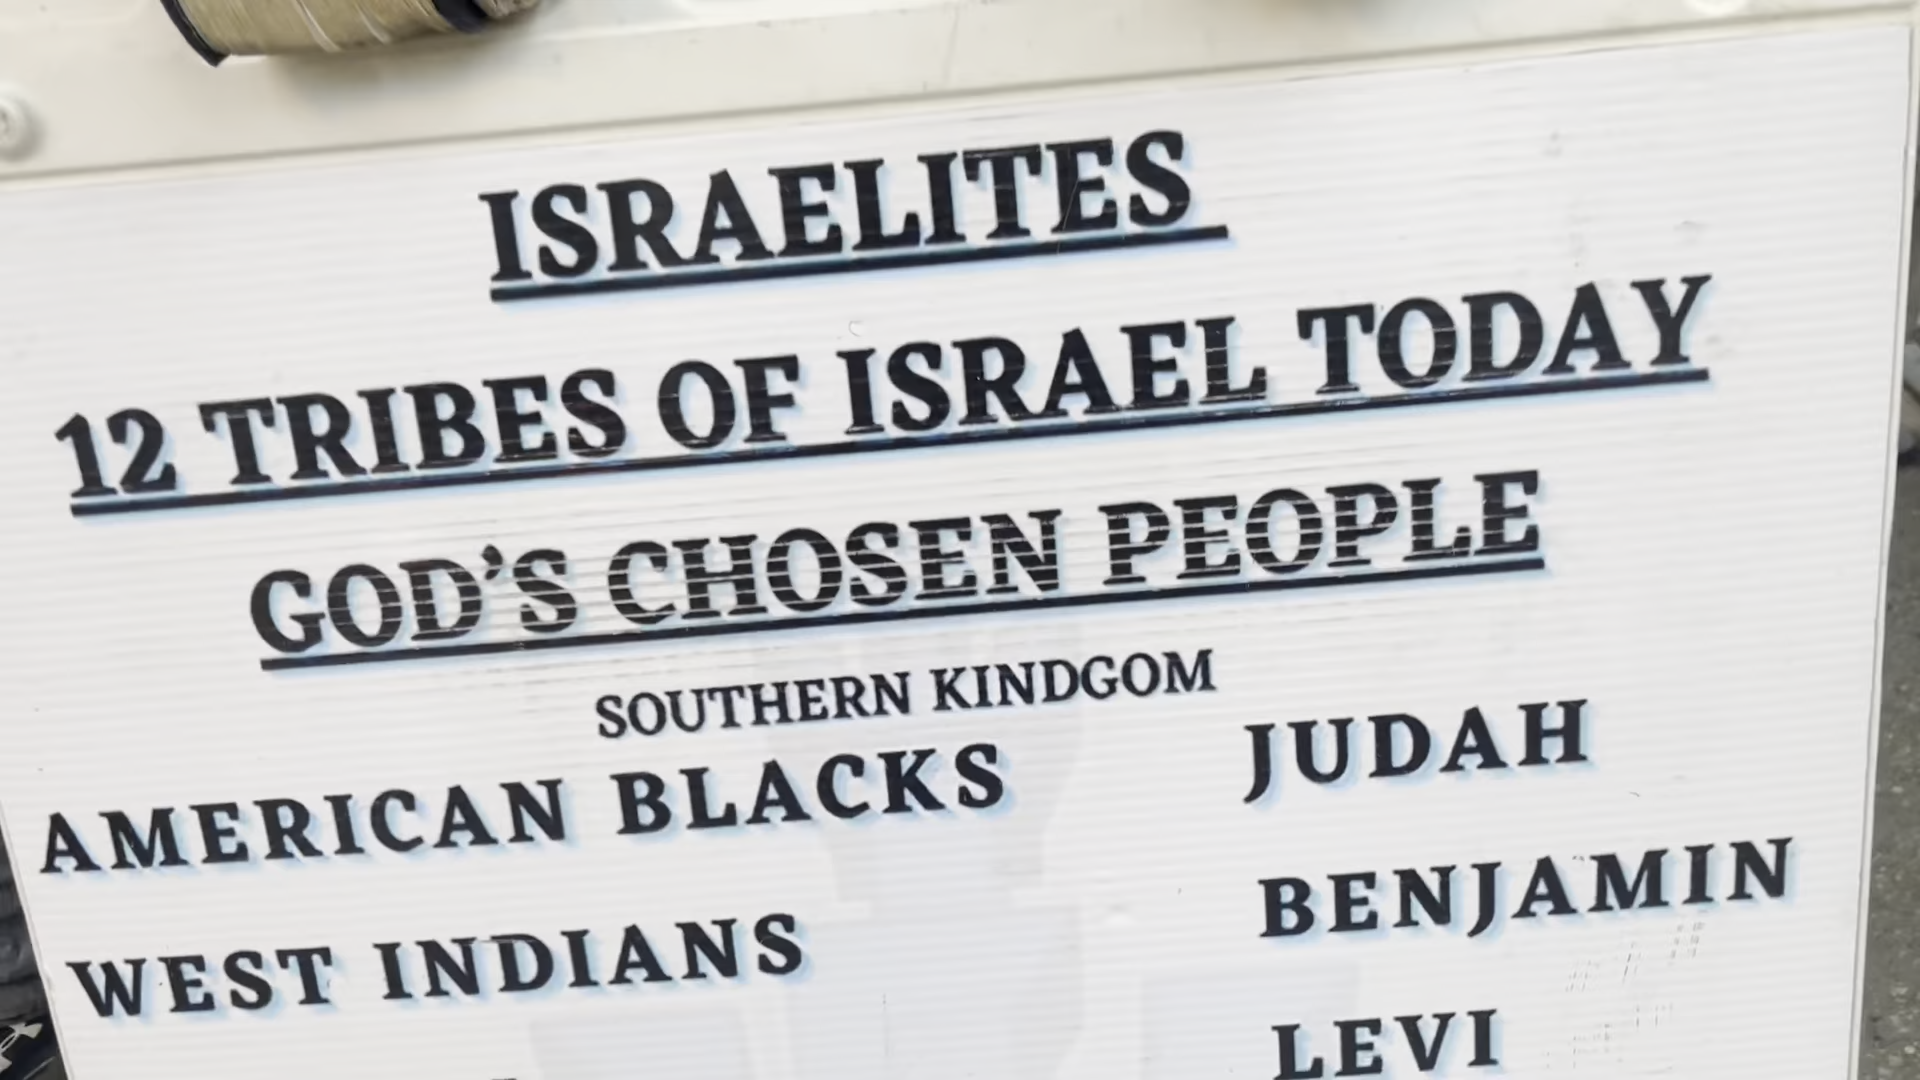 ISRAELITES
12 TRIBES OF ISRAEL TODAY
GOD'S CHOSEN PEOPLE
SOUTHERN KINDGOM
AMERICAN BLACKS JUDAH
WEST INDIANS BENJAMIN
LEVI